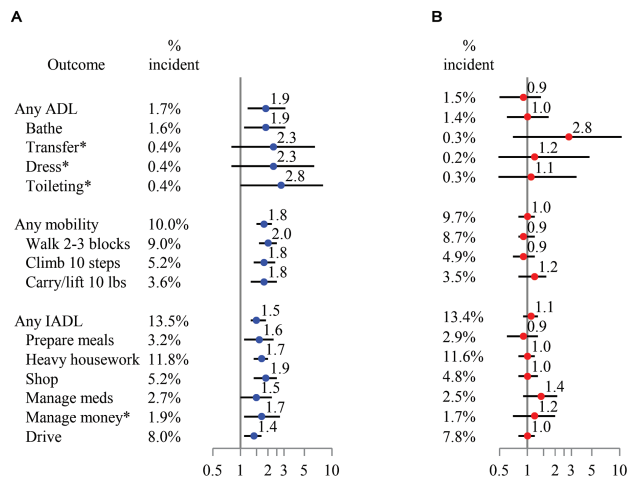 A B
% %
Outcome incident incident
0.9
1.9 1.5%
Any ADL 1.7% 1.0
1.9 1.4%
Bathe 1.6% 2.8
2.3 0.3%
Transfer* 0.4% 1.2
2.3 0.2%
Dress* 0.4% 1.1
2.8 0.3%
Toileting* 0.4%
1.8 1.0
Any mobility 10.0% 9.7%
2.0 0.9
Walk 2-3 blocks 9.0% 8.7%
1.8 0.9
Climb 10 steps 5.2% 4.9%
1.8 1.2
Carry/lift 10 lbs 3.6% 3.5%
1.5 1.1
Any IADL 13.5% 13.4%
1.6 0.9
Prepare meals 3.2% 2.9%
1.7 1.0
Heavy housework 11.8% 11.6%
1.9 1.0
Shop 5.2% 4.8%
1.5 1.4
Manage meds 2.7% 2.5%
1.7 1.2
Manage money* 1.9% 1.7%
1.4 1.0
Drive 8.0% 7.8%
0.5 1 2 3 5 10 0.5 1 2 3 5 10